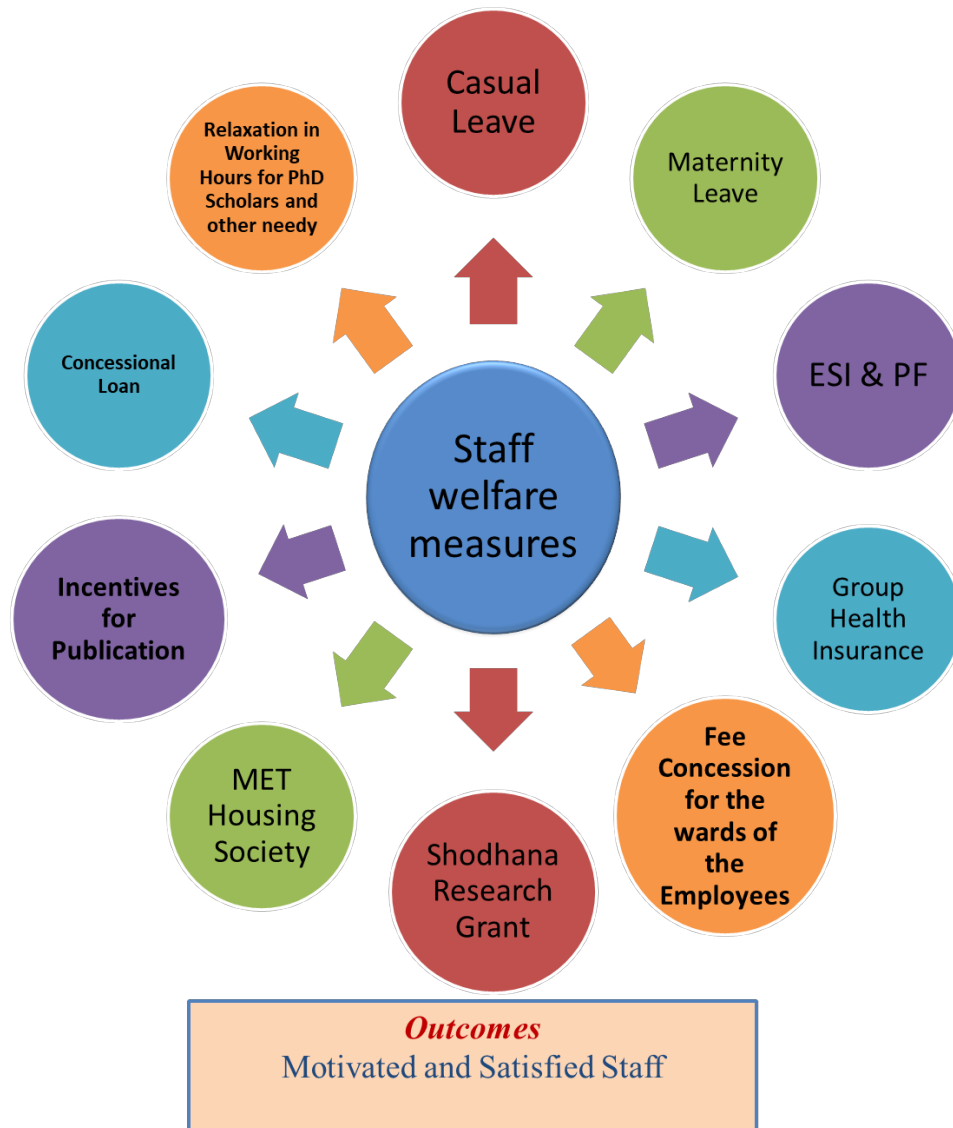 Casual
Leave
Maternity
Leave
ESI & PF
Group
Health
Insurance
Fee
Concession
for the
wards of
the
Employees
Shodhana
Research
Grant
MET
Housing
Society
Incentives
for
Publication
Concessional
Loan
Relaxation in
Working
Hours for PhD
Scholars and
other needy
Staff
welfare
measures
Outcomes
Motivated and Satisfied Staff